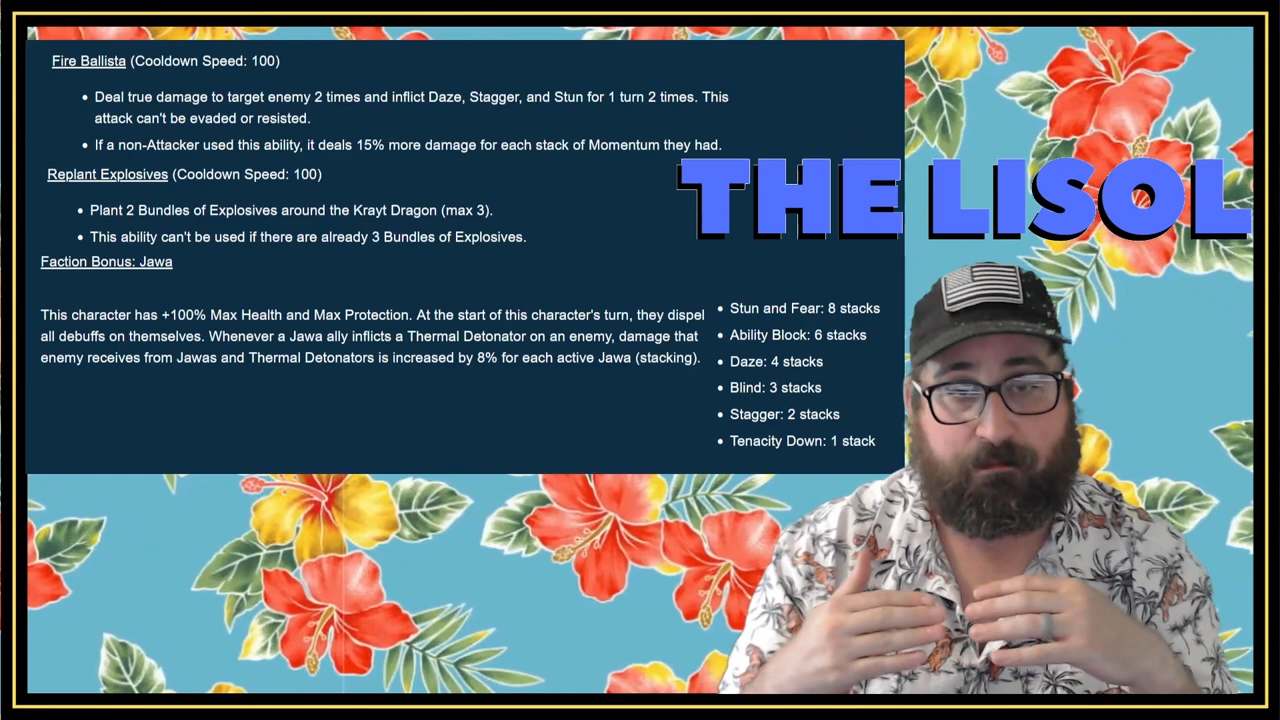 Fire Ballista (Cooldown Speed: 100)
Deal true damage to target enemy 2 times and inflict Daze, Stagger, and Stun for 1 turn 2 times. This
attack can't be evaded or resisted.
If a non-Attacker used this ability, it deals 15% more damage for each stack of Momentum they had.
THE LISOL
Replant Explosives (Cooldown Speed: 100)
Plant 2 Bundles of Explosives around the Krayt Dragon (max 3).
This ability can't be used if there are already 3 Bundles of Explosives.
Faction Bonus: Jawa
This character has +100% Max Health and Max Protection. At the start of this character's turn, they dispel
all debuffs on themselves. Whenever a Jawa ally inflicts a Thermal Detonator on an enemy, damage that
enemy receives from Jawas and Thermal Detonators is increased by 8% for each active Jawa (stacking).
Stun and Fear: 8 stacks
Ability Block: 6 stacks
Daze: 4 stacks
Blind: 3 stacks
Stagger: 2 stacks
Tenacity Down: 1 stack